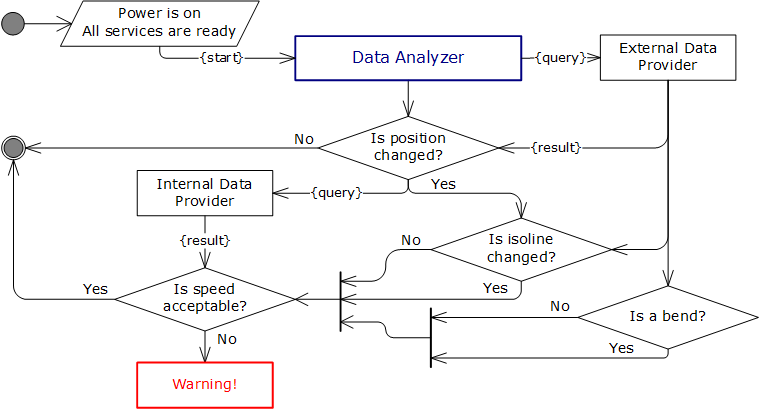 Power is on
All services are ready
{start}
Data Analyzer
{query}
External Data
Provider
Is position
changed?
No
{result}
Internal Data
Provider
{query}
Yes
{result}
Is isoline
changed?
No
Yes
Is speed
acceptable?
Yes
No
Is a bend?
No
Yes
Warning!